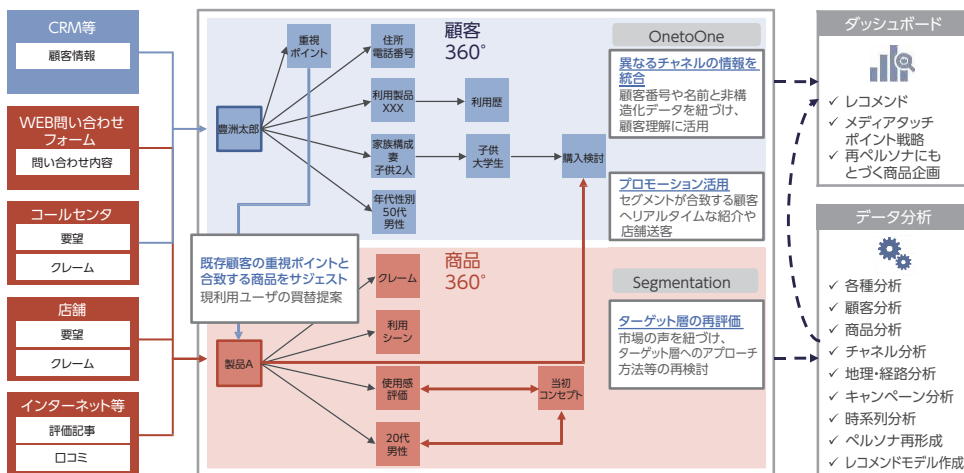 CRM等
顧客情報
WEB問い合わせ
フォーム
問い合わせ内容
コールセンタ
要望
クレーム
店舗
要望
クレーム
インターネット等
評価記事
口コミ
顧客
360°
重視
ポイント
住所
電話番号
利用製品
XXX
利用歴
豊洲太郎
家族構成
妻
子供2人
子供
大学生
購入検討
年代性別
50代
男性
OnetoOne
異なるチャネルの情報を
統合
顧客番号や名前と非構
造化データを紐づけ、
顧客理解に活用
プロモーション活用
セグメントが合致する顧客
へリアルタイムな紹介や
店舗送客
既存顧客の重視ポイントと
合致する商品をサジェスト
現利用ユーザの買替提案
商品
360°
クレーム
利用
シーン
製品A
使用感
評価
当初
コンセプト
20代
男性
Segmentation
ターゲット層の再評価
市場の声を紐づけ、
ターゲット層へのアプローチ
方法等の再検討
ダッシュボード
✓ レコメンド
✓ メディアタッチ
ポイント戦略
✓ 再ペルソナにも
とづく商品企画
データ分析
✓ 各種分析
✓ 顧客分析
✓ 商品分析
✓ チャネル分析
✓ 地理・経路分析
✓ キャンペーン分析
✓ 時系列分析
✓ ペルソナ再形成
✓ レコメンドモデル作成